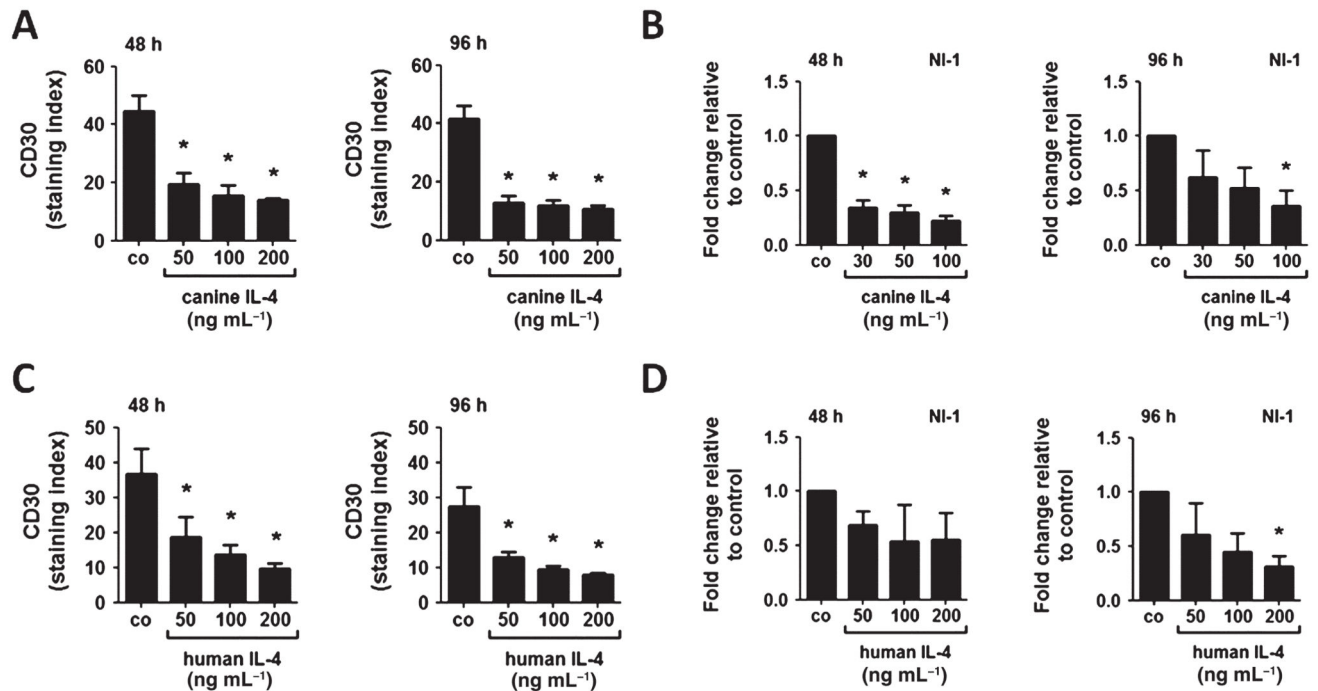 A
48 h
CD30
(staining index)
60
40
20
0
* * *
co 50 100 200
canine IL-4
(ng mL⁻¹)
96 h
CD30
(staining index)
60
40
20
0
* * *
co 50 100 200
canine IL-4
(ng mL⁻¹)
B
48 h NI-1
Fold change relative
to control
1.5
1.0
0.5
0.0
* * *
co 30 50 100
canine IL-4
(ng mL⁻¹)
96 h NI-1
Fold change relative
to control
1.5
1.0
0.5
0.0
*
co 30 50 100
canine IL-4
(ng mL⁻¹)
C
48 h
CD30
(staining index)
50
40
30
20
10
0
* * *
co 50 100 200
human IL-4
(ng mL⁻¹)
96 h
CD30
(staining index)
50
40
30
20
10
0
* * *
co 50 100 200
human IL-4
(ng mL⁻¹)
D
48 h NI-1
Fold change relative
to control
1.5
1.0
0.5
0.0
co 50 100 200
human IL-4
(ng mL⁻¹)
96 h NI-1
Fold change relative
to control
1.5
1.0
0.5
0.0
*
co 50 100 200
human IL-4
(ng mL⁻¹)